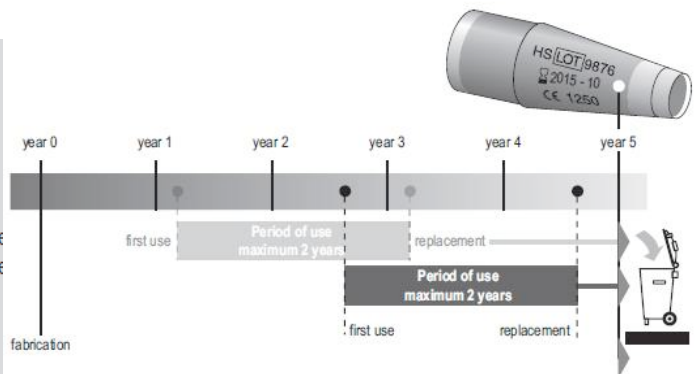 HS LOT 9876
2015 - 10
CE 1250
year 0 year 1 year 2 year 3 year 4 year 5
first use Period of use maximum 2 years replacement
Period of use
maximum 2 years
first use replacement
fabrication